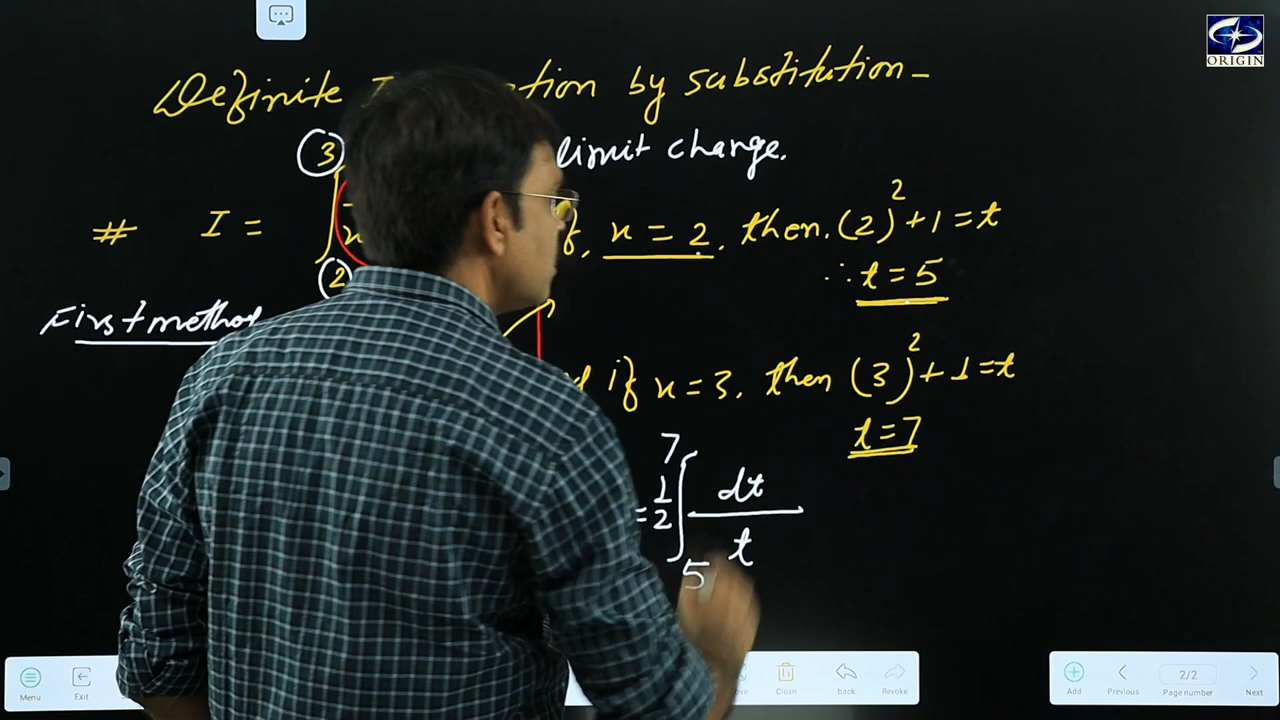 ORIGIN
Definite tion by substitution-
3 limit change.
# I = ∫ x = 2, then. (2)²+1=t
2 ∴ t = 5
First method
if x = 3, then (3)²+1=t
t=7
7
= 1/2 ∫ dt/t
5
Menu Exit Clean back Revoke Add Previous 2/2 Page number Next